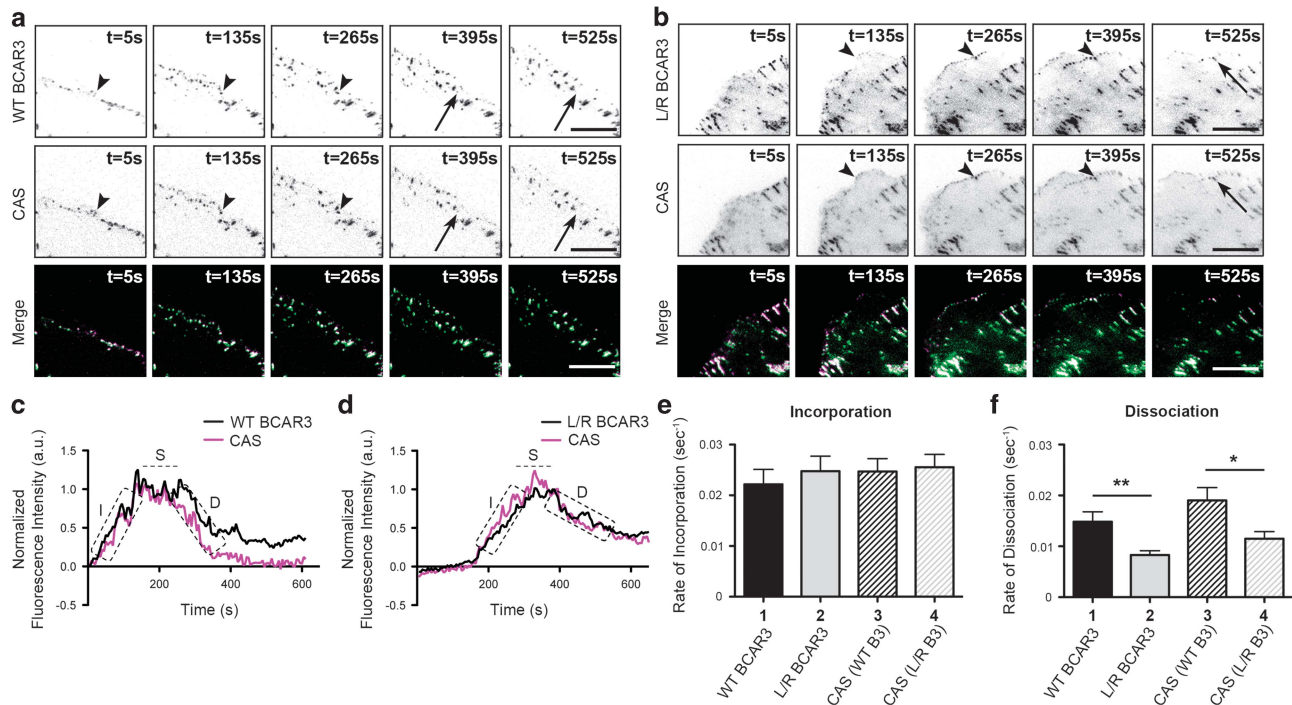 a
b
t=5s t=135s t=265s t=395s t=525s
WT BCAR3
t=5s t=135s t=265s t=395s t=525s
CAS
t=5s t=135s t=265s t=395s t=525s
Merge
t=5s t=135s t=265s t=395s t=525s
L/R BCAR3
t=5s t=135s t=265s t=395s t=525s
CAS
t=5s t=135s t=265s t=395s t=525s
Merge
c
WT BCAR3
CAS
Normalized
Fluorescence Intensity (a.u.)
1.5
1.0
0.5
0.0
-0.5
I
S
D
200 400 600
Time (s)
d
L/R BCAR3
CAS
Normalized
Fluorescence Intensity (a.u.)
1.5
1.0
0.5
0.0
-0.5
I
S
D
200 400 600
Time (s)
e
Incorporation
Rate of Incorporation (sec⁻¹)
0.03
0.02
0.01
0
1 2 3 4
WT BCAR3
L/R BCAR3
CAS (WT B3)
CAS (L/R B3)
f
Dissociation
Rate of Dissociation (sec⁻¹)
0.03
0.02
0.01
0
**
*
1 2 3 4
WT BCAR3
L/R BCAR3
CAS (WT B3)
CAS (L/R B3)